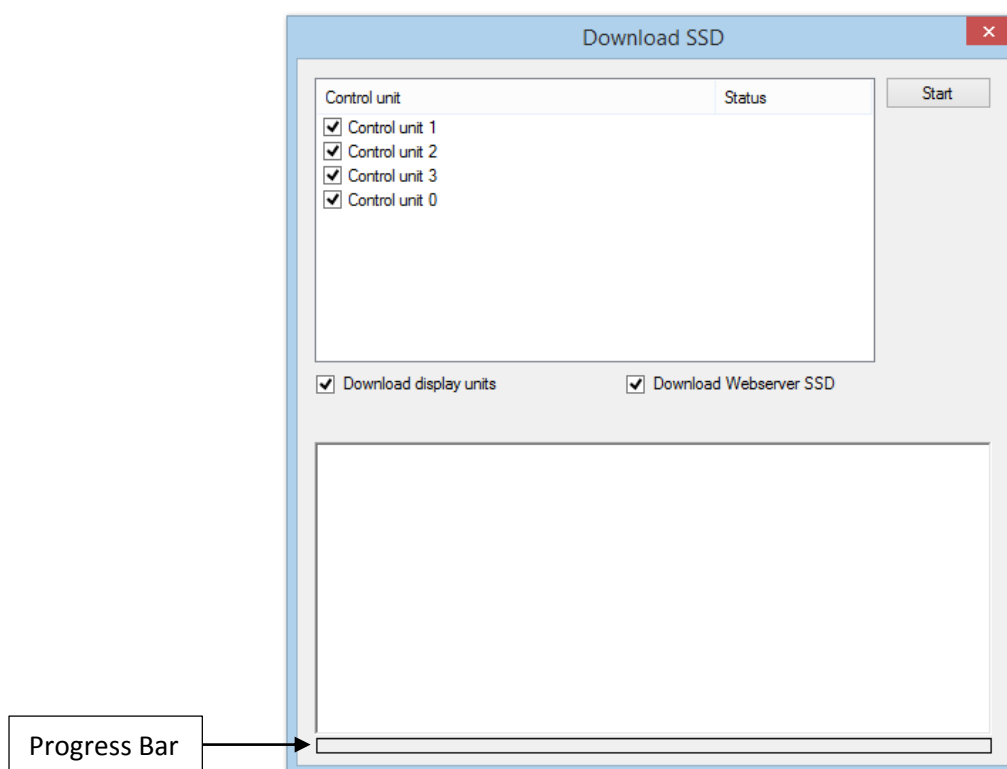 Download SSD
Control unit Status Start
Control unit 1
Control unit 2
Control unit 3
Control unit 0
Download display units Download Webserver SSD
Progress Bar